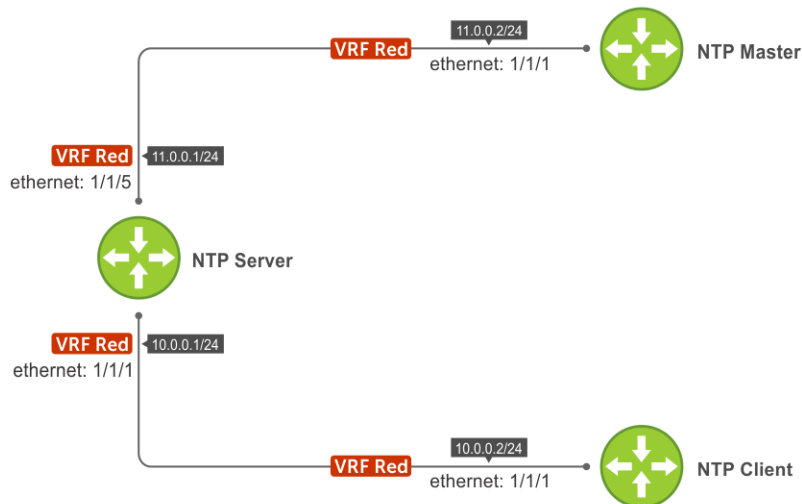 11.0.0.2/24
VRF Red
ethernet: 1/1/1
NTP Master
VRF Red
11.0.0.1/24
ethernet: 1/1/5
NTP Server
VRF Red
10.0.0.1/24
ethernet: 1/1/1
10.0.0.2/24
VRF Red
ethernet: 1/1/1
NTP Client